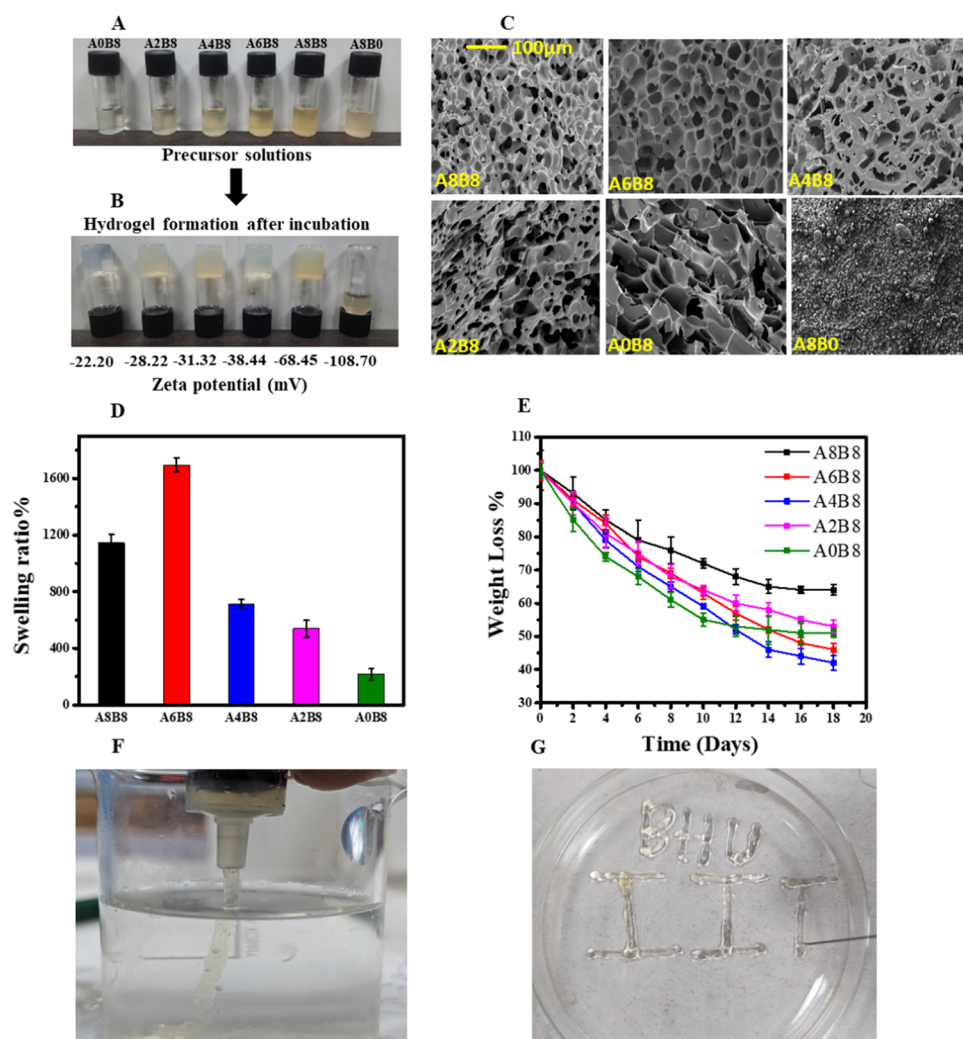 A
A0B8 A2B8 A4B8 A6B8 A8B8 A8B0
Precursor solutions
B
Hydrogel formation after incubation
-22.20 -28.22 -31.32 -38.44 -68.45 -108.70
Zeta potential (mV)
C
100μm
A8B8 A6B8 A4B8
A2B8 A0B8 A8B0
D
Swelling ratio%
1600
1200
800
400
0
A8B8 A6B8 A4B8 A2B8 A0B8
E
Weight Loss %
110
100
90
80
70
60
50
40
30
A8B8
A6B8
A4B8
A2B8
A0B8
0 2 4 6 8 10 12 14 16 18 20
Time (Days)
F
G
BHU
IIT